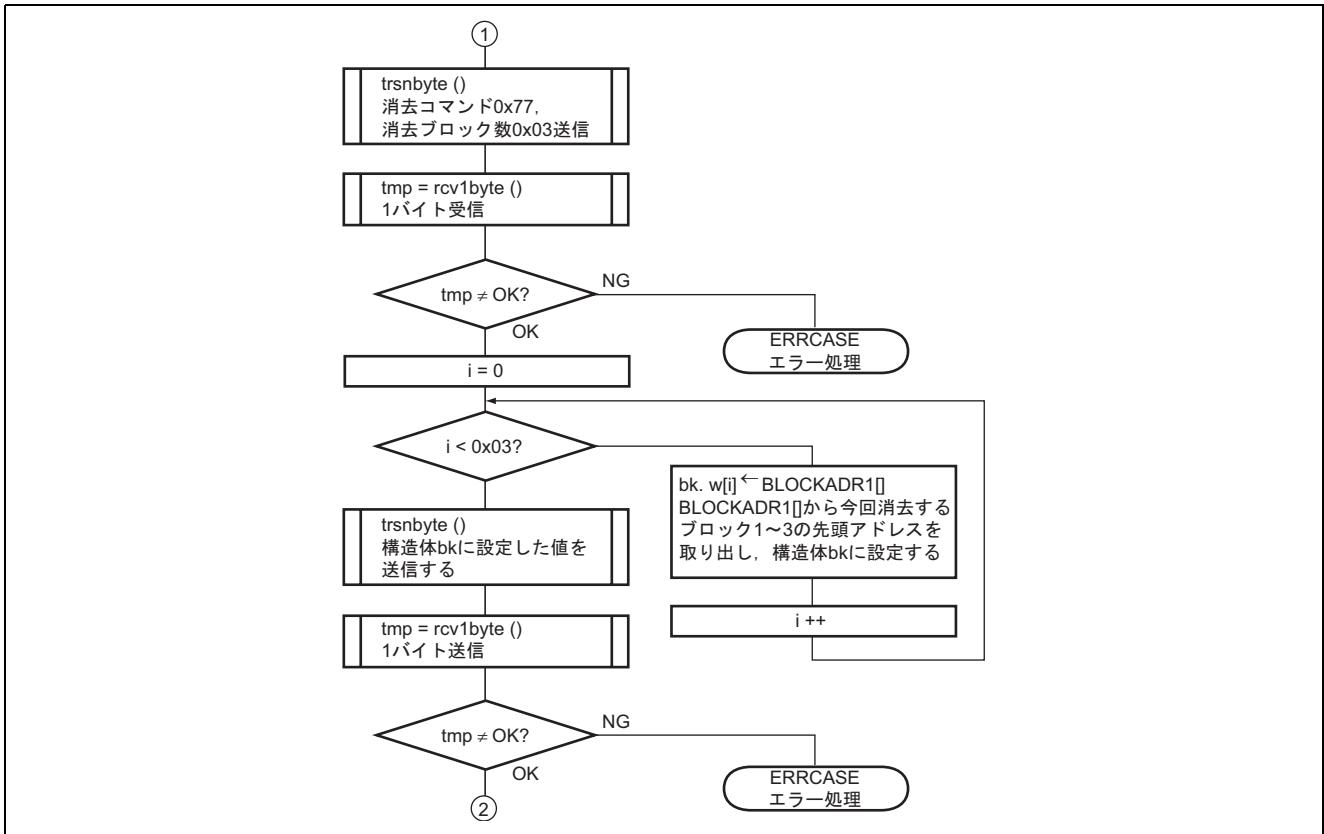 1
trsnbyte ()
消去コマンド0x77,
消去ブロック数0x03送信
tmp = rcv1byte ()
1バイト受信
tmp ≠ OK?
NG
OK
ERRCASE
エラー処理
i = 0
i < 0x03?
bk. w[i] ← BLOCKADR1[]
BLOCKADR1[]から今回消去する
ブロック1〜3の先頭アドレスを
取り出し，構造体bkに設定する
i ++
trsnbyte ()
構造体bkに設定した値を
送信する
tmp = rcv1byte ()
1バイト送信
tmp ≠ OK?
NG
OK
ERRCASE
エラー処理
2